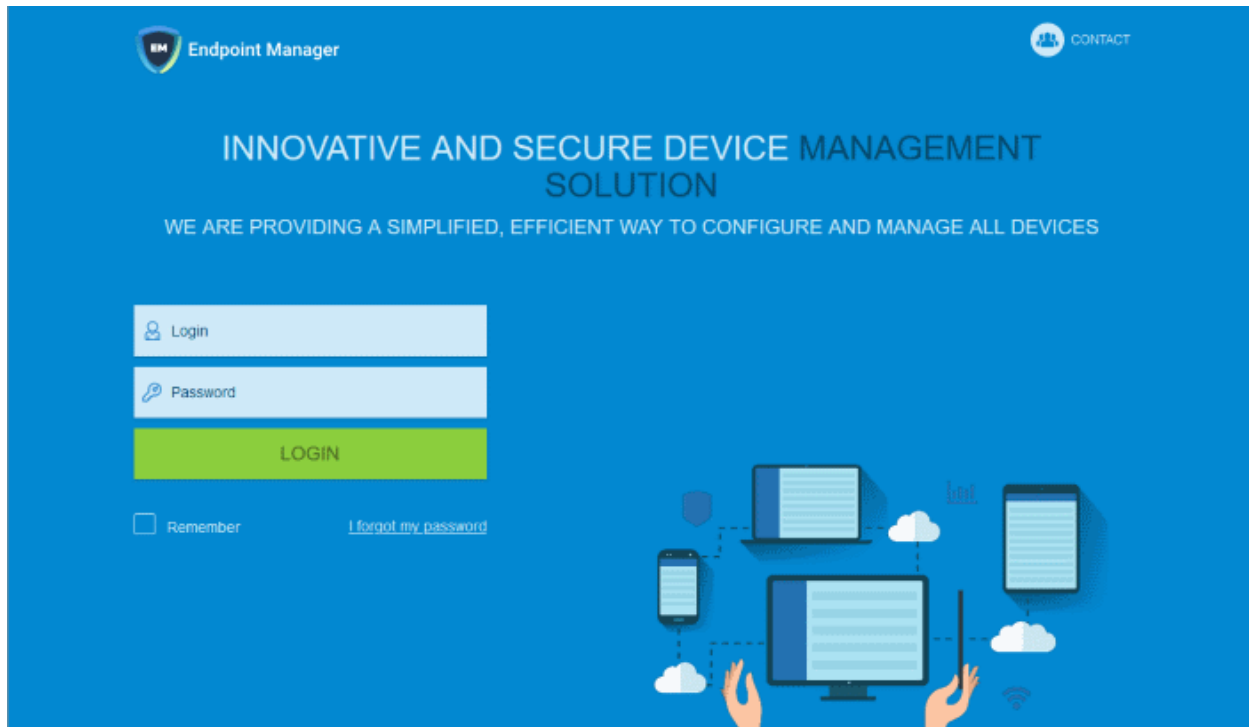 EM Endpoint Manager
CONTACT
INNOVATIVE AND SECURE DEVICE MANAGEMENT
SOLUTION
WE ARE PROVIDING A SIMPLIFIED, EFFICIENT WAY TO CONFIGURE AND MANAGE ALL DEVICES
Login
Password
LOGIN
Remember I forgot my password